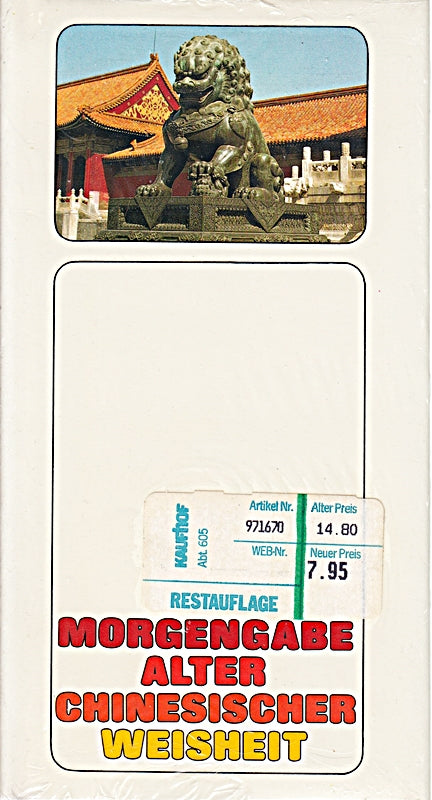 KAUFHOF
Abt. 605
Artikel Nr.
971670
WEB-Nr.
Alter Preis
14.80
Neuer Preis
7.95
RESTAUFLAGE
MORGENGABE
ALTER
CHINESISCHER
WEISHEIT